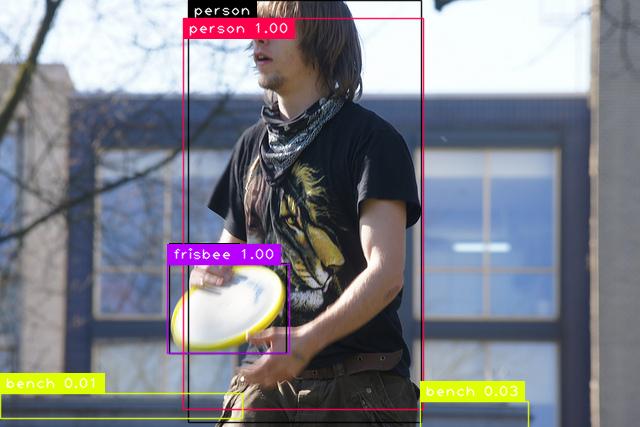 person
person 1.00
frisbee 1.00
bench 0.01
bench 0.03